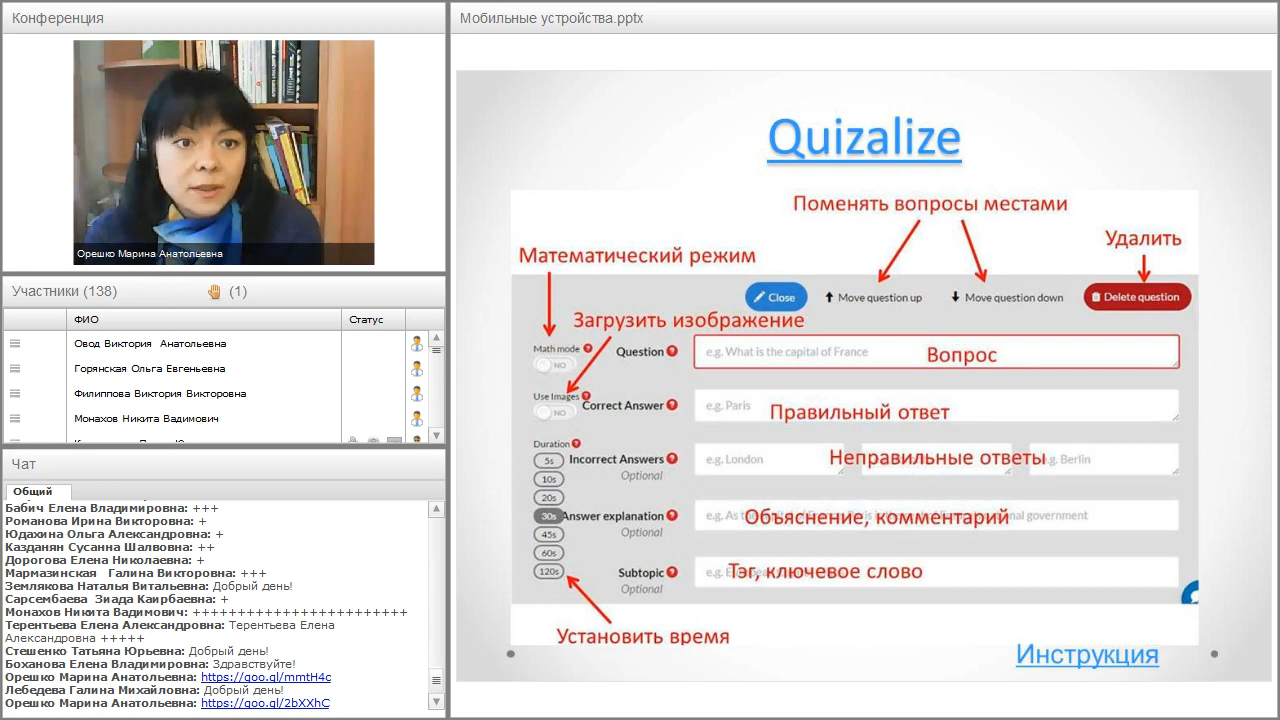 Конференция
Орешко Марина Анатольевна
Участники (138)
(1)
ФИО
Статус
Овод Виктория Анатольевна
Горянская Ольга Евгеньевна
Филиппова Виктория Викторовна
Монахов Никита Вадимович
Чат
Общий
Бабич Елена Владимировна: +++
Романова Ирина Викторовна: +
Юдахина Ольга Александровна: +
Казданян Сусанна Шалвовна: ++
Дорогова Елена Николаевна: +
Мармазинская Галина Викторовна: +++
Землякова Наталья Витальевна: Добрый день!
Сарсембаева Зиада Каирбаевна: +
Монахов Никита Вадимович: ++++++++++++++++++++++++
Терентьева Елена Александровна: Терентьева Елена
Александровна +++++
Стешенко Татьяна Юрьевна: Добрый день!
Боханова Елена Владимировна: Здравствуйте!
Орешко Марина Анатольевна: https://goo.gl/mmtH4c
Лебедева Галина Михайловна: Добрый день!
Орешко Марина Анатольевна: https://goo.gl/2bXXhC
Мобильные устройства.pptx
Quizalize
Поменять вопросы местами
Удалить
Математический режим
Close
Move question up
Move question down
Delete question
Загрузить изображение
Math mode
NO
Question
e.g. What is the capital of France
Вопрос
Use Images
NO
Correct Answer
e.g. Paris
Правильный ответ
Duration
5s
10s
20s
30s
45s
60s
120s
Incorrect Answers
Optional
e.g. London
Неправильные ответы
e.g. Berlin
Answer explanation
Optional
Объяснение, комментарий
government
Subtopic
Optional
Тэг, ключевое слово
Установить время
Инструкция